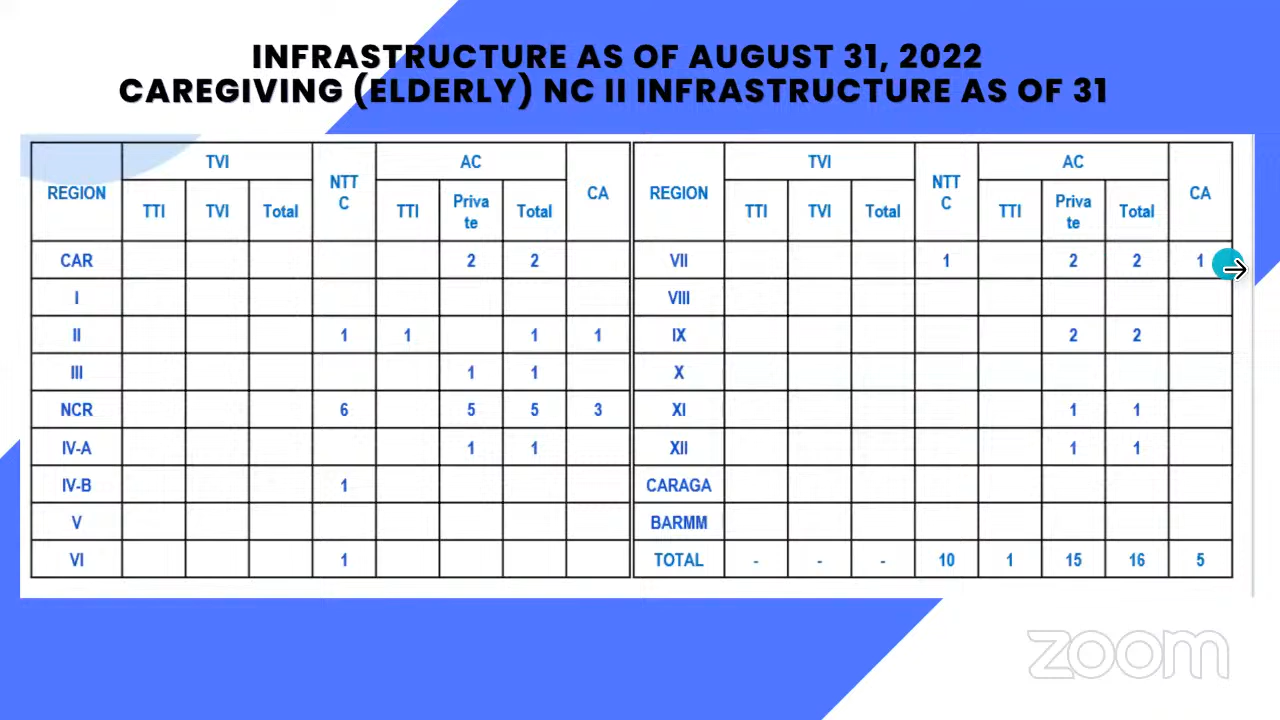 INFRASTRUCTURE AS OF AUGUST 31, 2022
CAREGIVING (ELDERLY) NC II INFRASTRUCTURE AS OF 31
REGION TVI NTTC AC CA REGION TVI NTTC AC CA
TTI TVI Total TTI Private Total TTI TVI Total TTI Private Total
CAR 2 2 VII 1 2 2 1
I VIII
II 1 1 1 1 IX 2 2
III 1 1 X
NCR 6 5 5 3 XI 1 1
IV-A 1 1 XII 1 1
IV-B 1 CARAGA
V BARMM
VI 1 TOTAL - - - 10 1 15 16 5
zoom